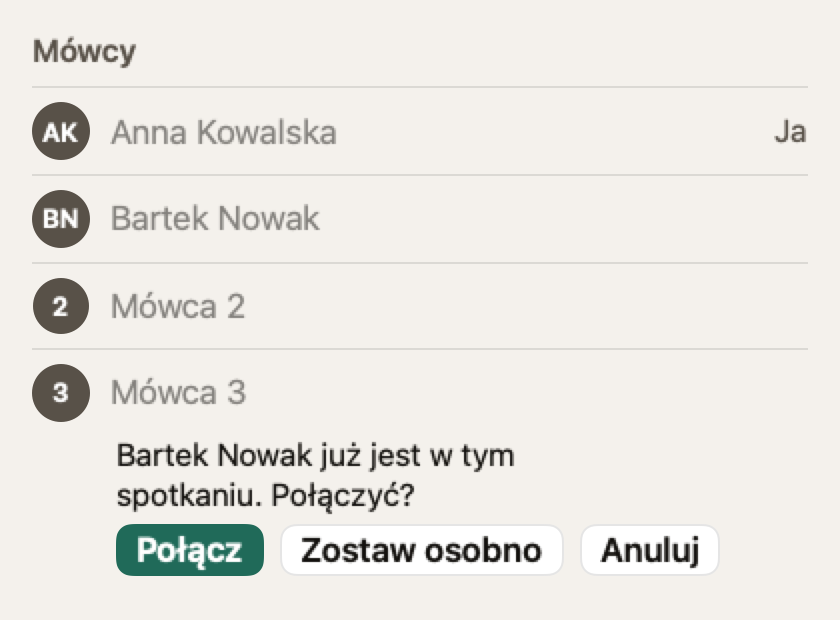 Mówcy
AK Anna Kowalska Ja
BN Bartek Nowak
2 Mówca 2
3 Mówca 3
Bartek Nowak już jest w tym
spotkaniu. Połączyć?
Połącz Zostaw osobno Anuluj